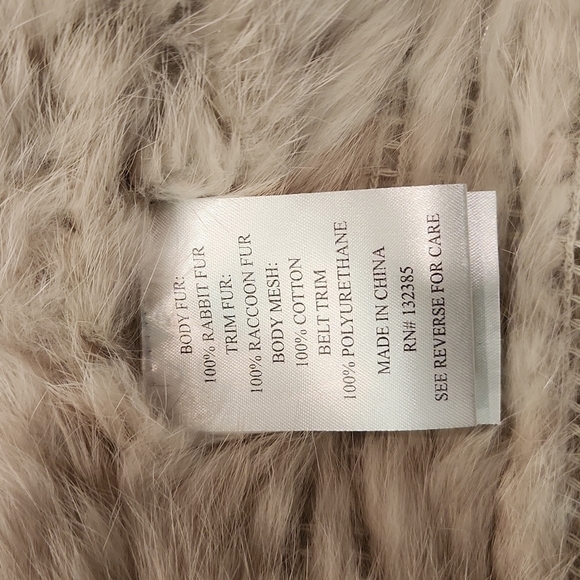 BODY FUR:
100% RABBIT FUR
TRIM FUR:
100% RACCOON FUR
BODY MESH:
100% COTTON
BELT TRIM
100% POLYURETHANE
MADE IN CHINA
RN# 132385
SEE REVERSE FOR CARE